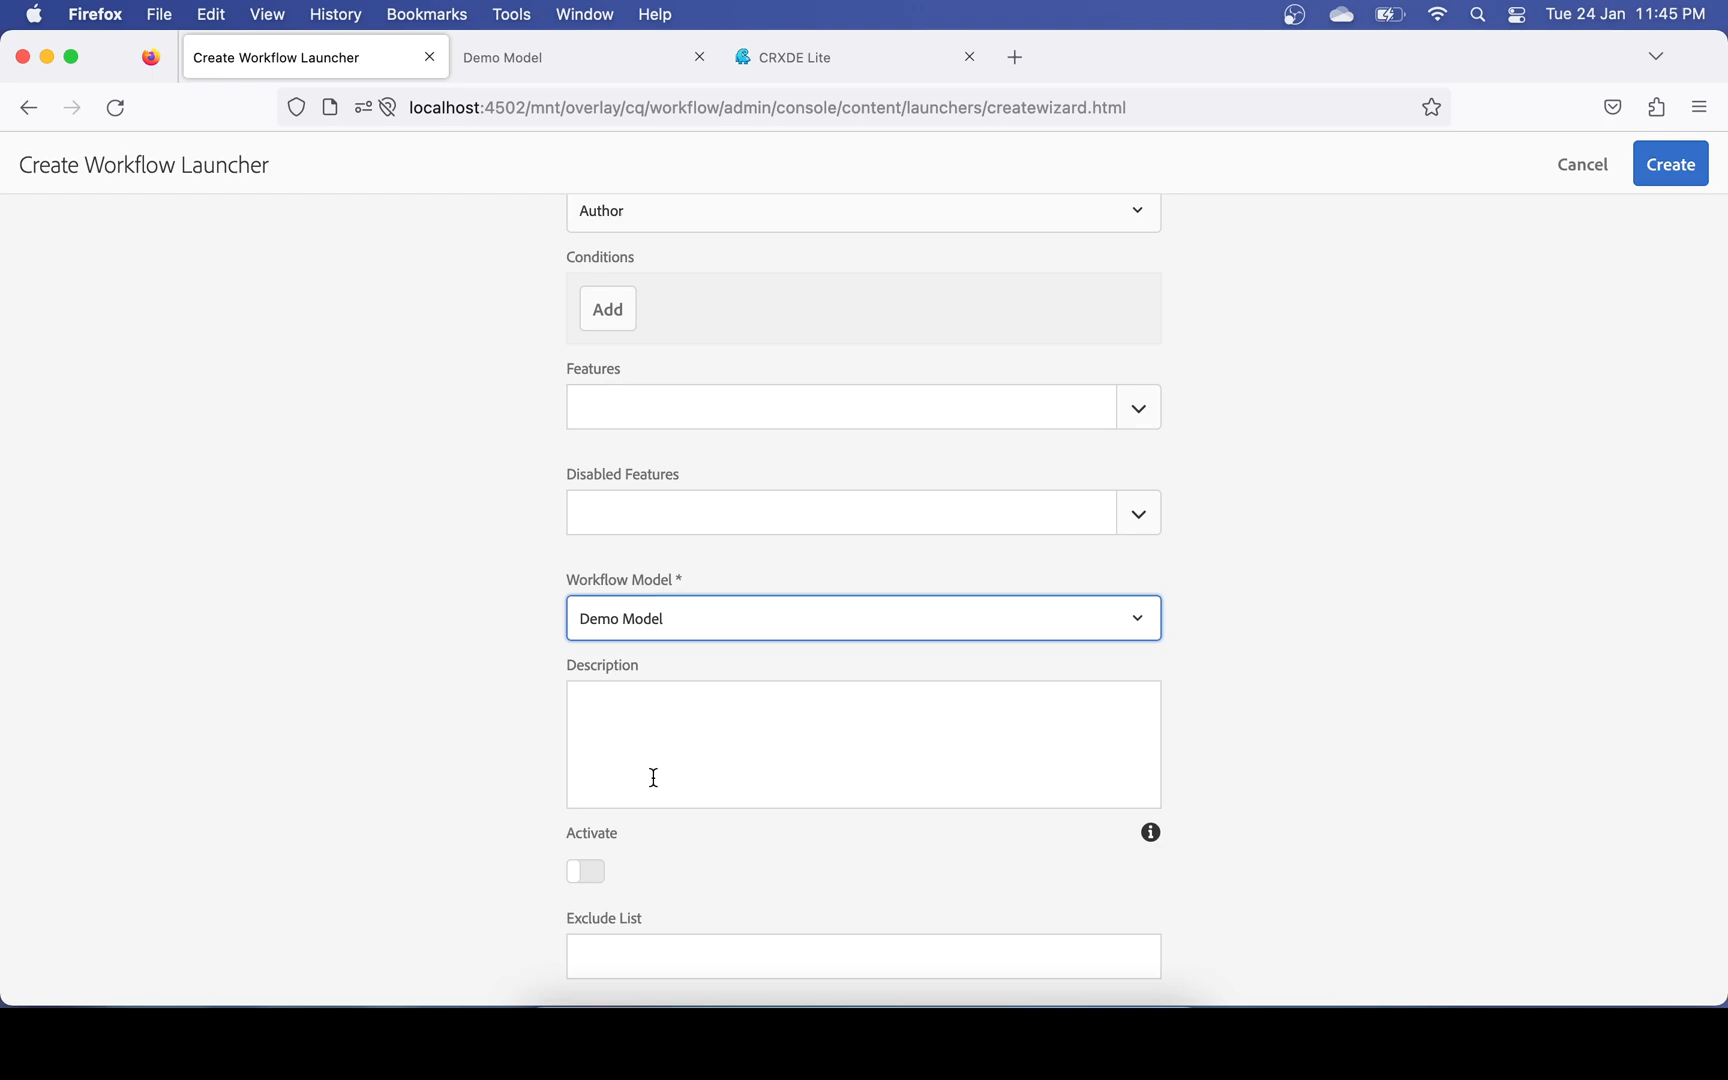 Firefox File Edit View History Bookmarks Tools Window Help Tue 24 Jan 11:45 PM
Create Workflow Launcher Demo Model CRXDE Lite
localhost:4502/mnt/overlay/cq/workflow/admin/console/content/launchers/createwizard.html
Create Workflow Launcher Cancel Create
Author
Conditions
Add
Features
Disabled Features
Workflow Model *
Demo Model
Description
Activate
Exclude List